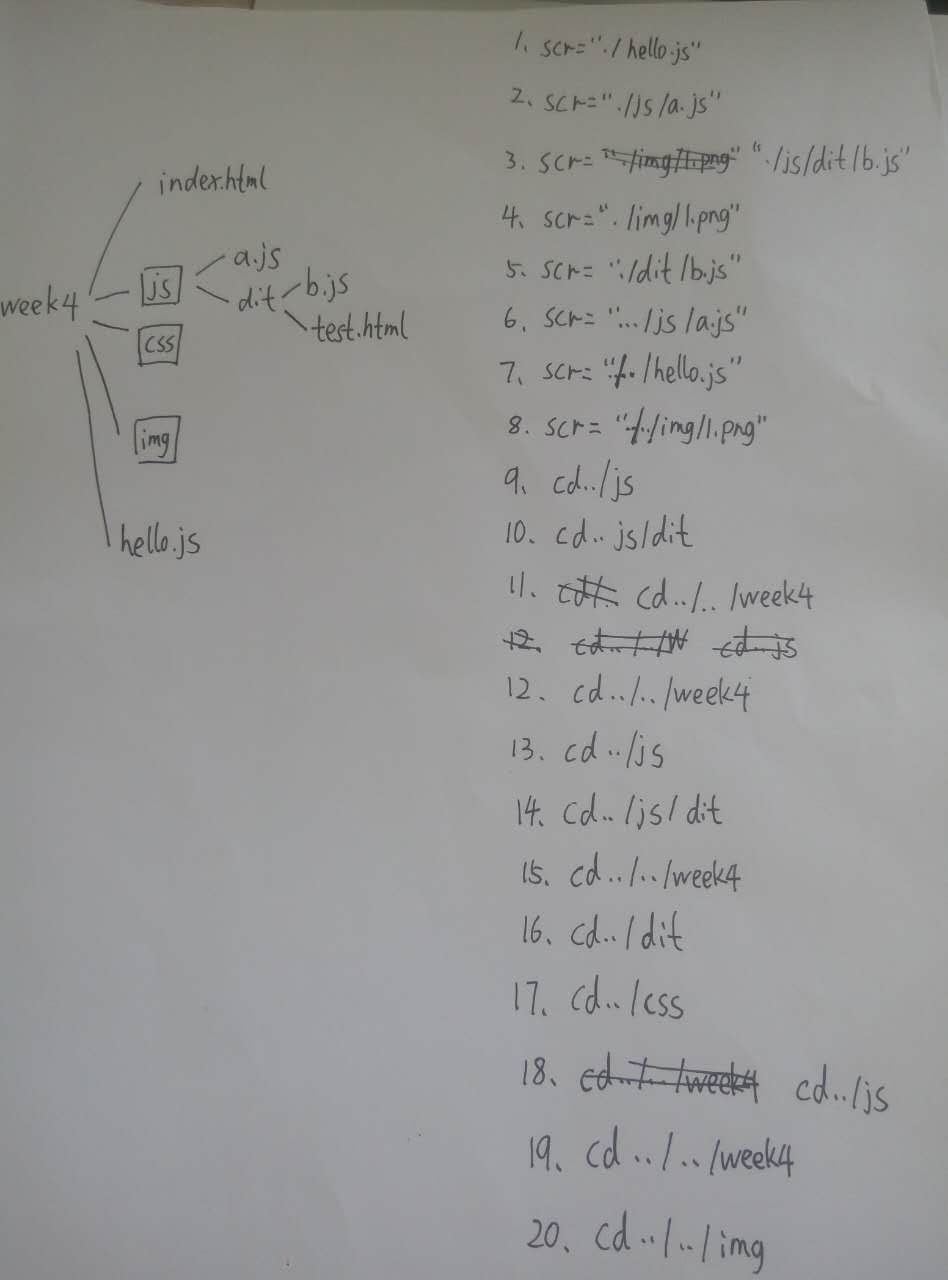 index.html
week4
js
a.js
dit
b.js
test.html
css
img
hello.js
1. scr="./hello.js"
2. scr="./js/a.js"
3. scr= "./img/1.png" "./js/dit/b.js"
4. scr="./img/1.png"
5. scr= "./dit/b.js"
6. scr= ".../js/a.js"
7. scr= "../hello.js"
8. scr= "../img/1.png"
9. cd../js
10. cd.. js/dit
11. cd../../week4
12. cd.. js
12. cd../../week4
13. cd../js
14. cd../js/dit
15. cd../../week4
16. cd../dit
17. cd../css
18. cd../../week4 cd../js
19. cd../../week4
20. cd../../img